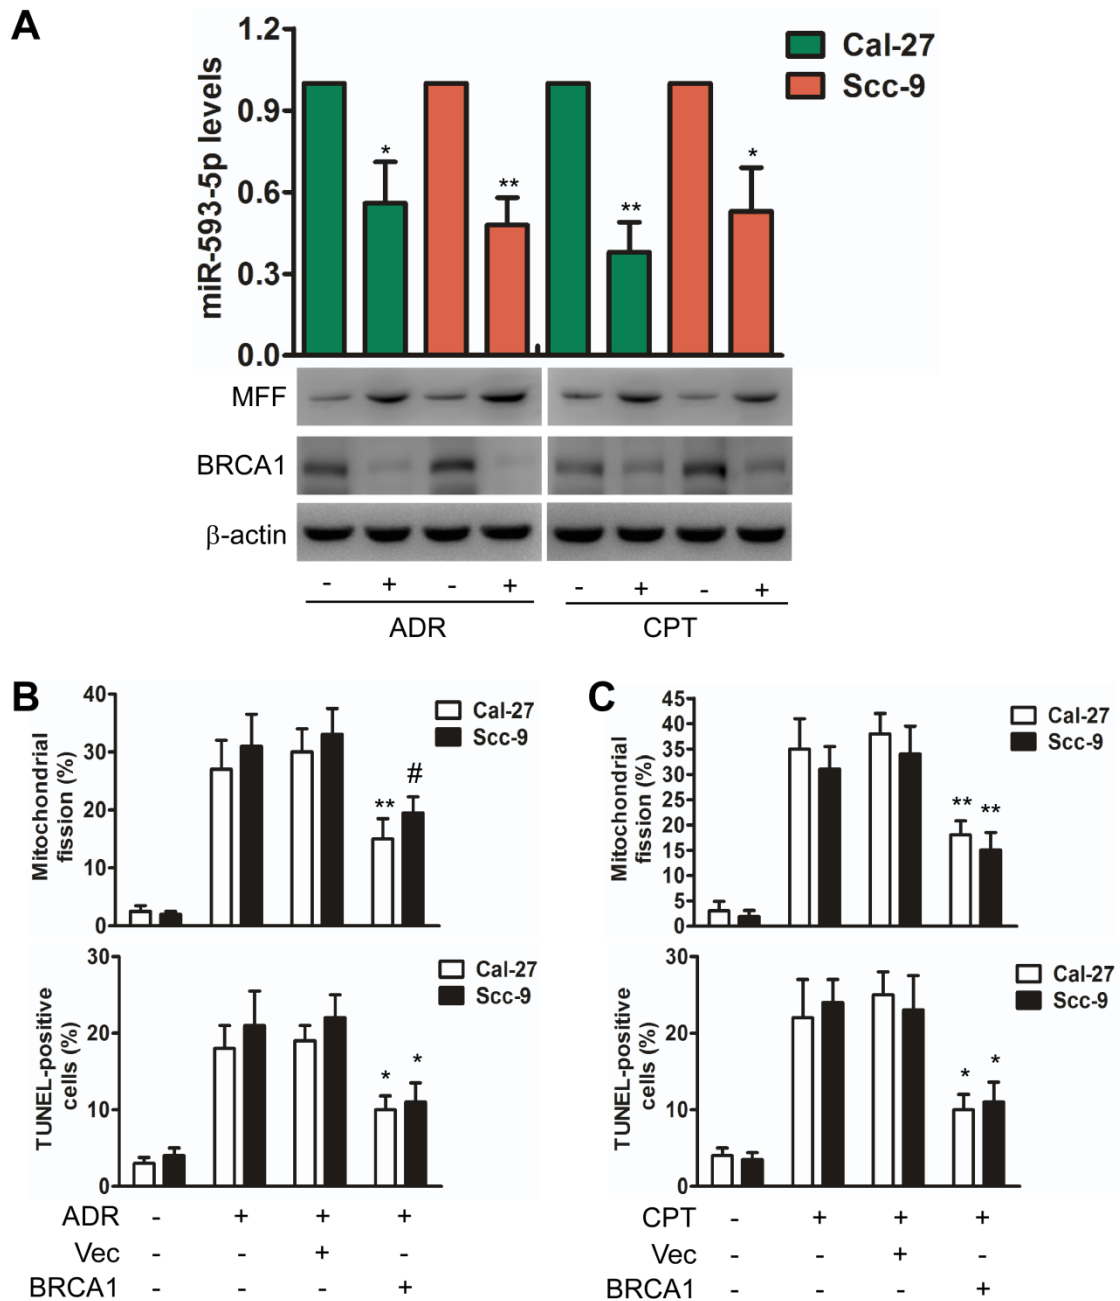 A
1.2
0.9
0.6
0.3
0.0
miR-593-5p levels
Cal-27
Scc-9
* ** ** *
MFF
BRCA1
β-actin
- + - + - + - +
ADR CPT
B
40
30
20
10
0
Mitochondrial
fission (%)
Cal-27
Scc-9
** #
30
20
10
0
TUNEL-positive
cells (%)
Cal-27
Scc-9
* *
ADR - + + +
Vec - - + -
BRCA1 - - - +
C
45
40
35
30
25
20
15
10
5
0
Mitochondrial
fission (%)
Cal-27
Scc-9
** **
30
20
10
0
TUNEL-positive
cells (%)
Cal-27
Scc-9
* *
CPT - + + +
Vec - - + -
BRCA1 - - - +